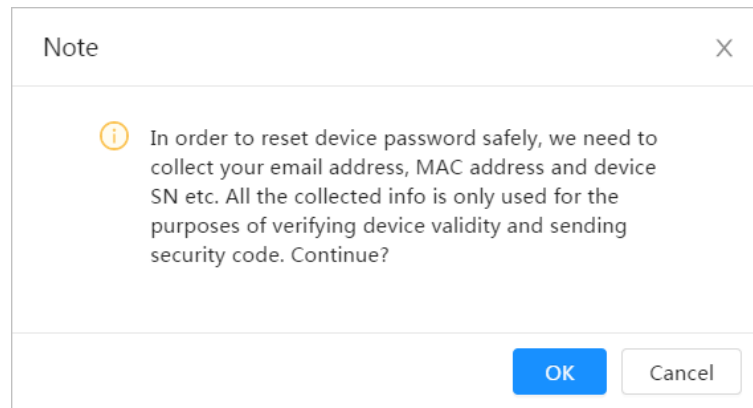 Note
In order to reset device password safely, we need to
collect your email address, MAC address and device
SN etc. All the collected info is only used for the
purposes of verifying device validity and sending
security code. Continue?
OK
Cancel